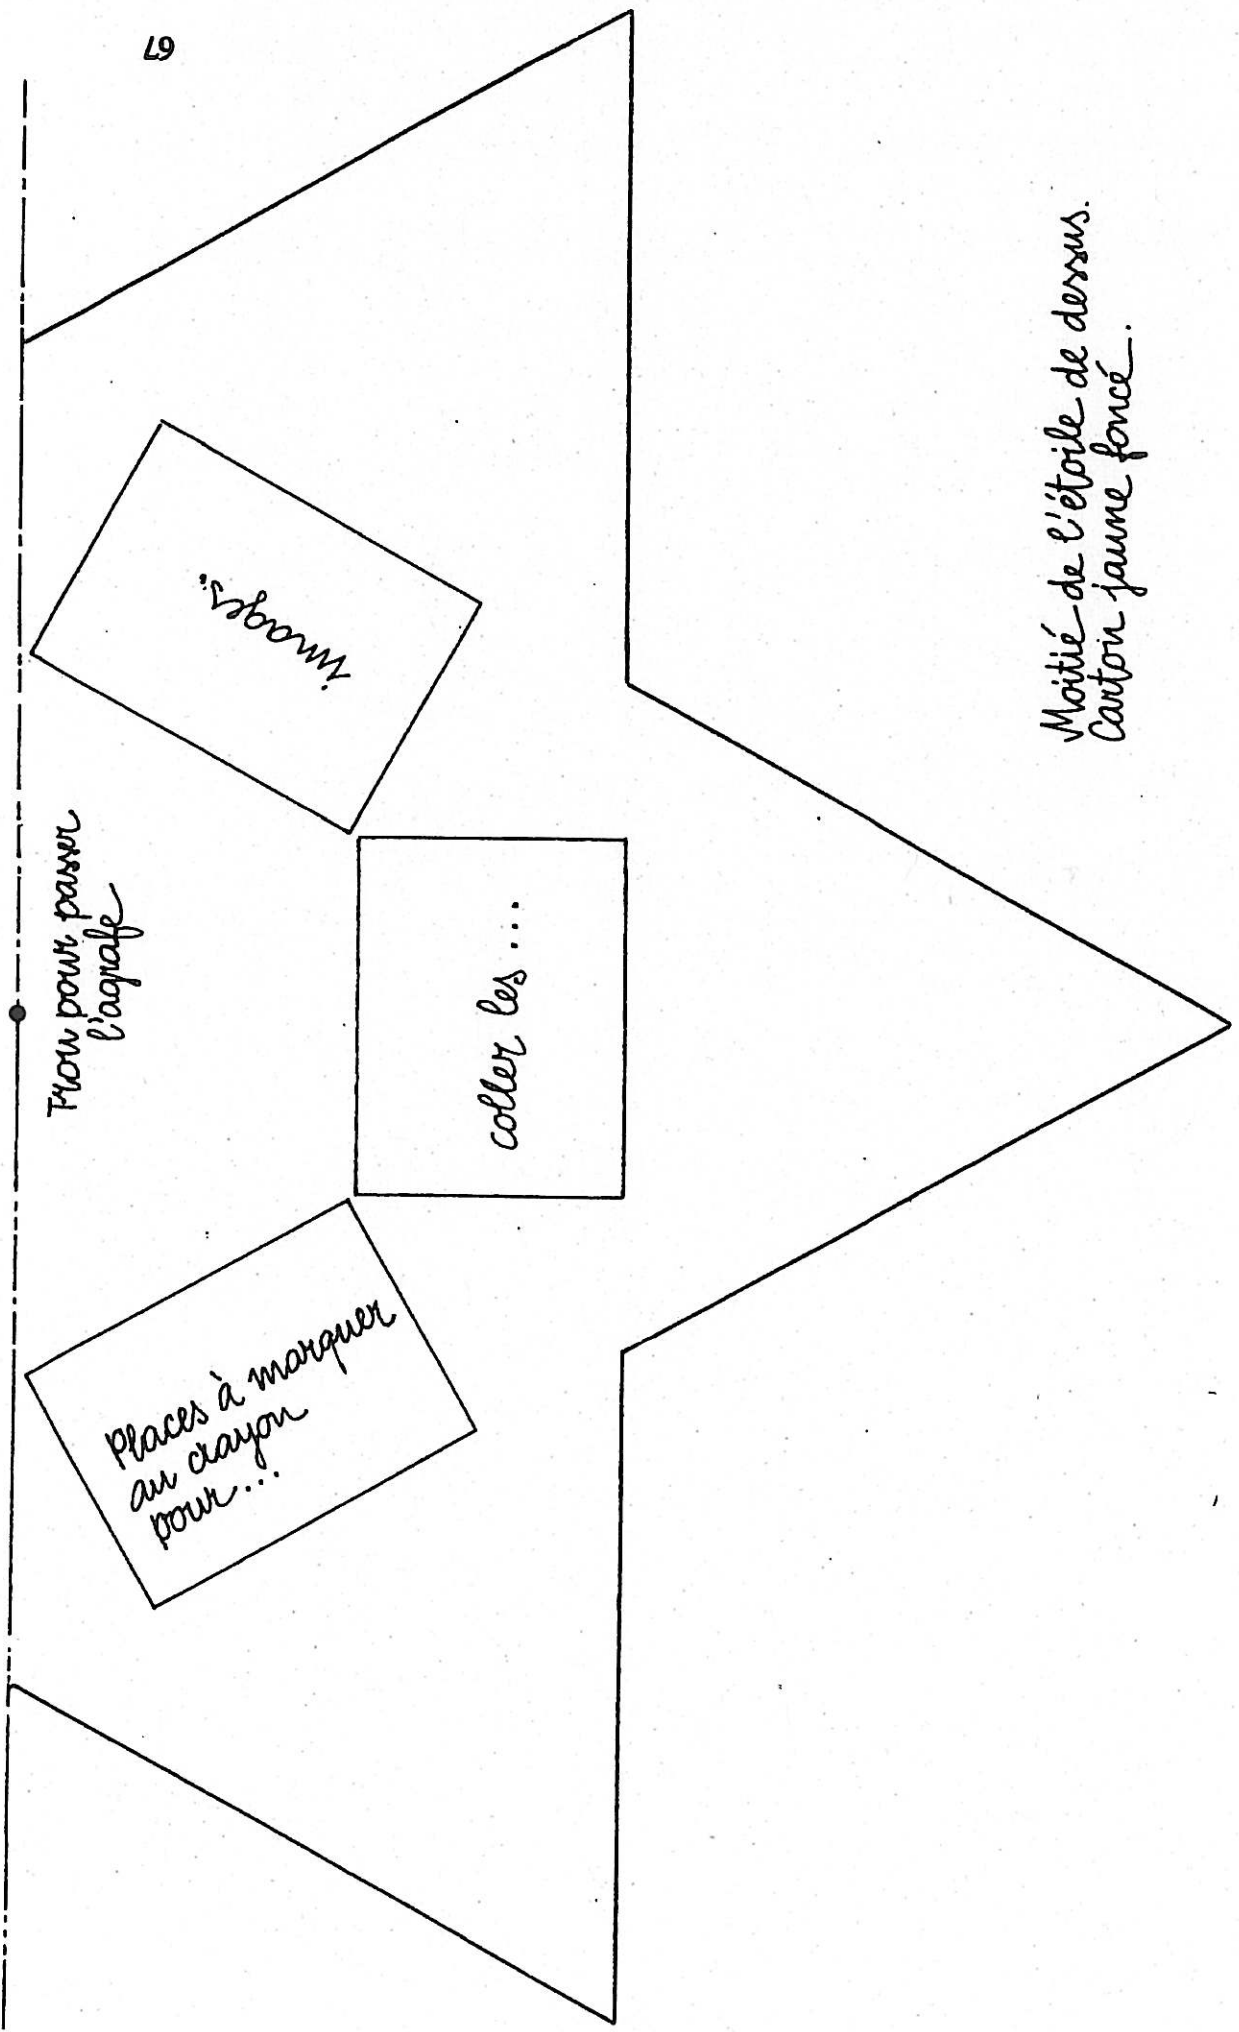 67
Trou pour passer
l'agrafe
Places à marquer
au crayon
pour...
coller les...
images.
Moitié de l'étoile de dessus.
Carton jaune foncé.